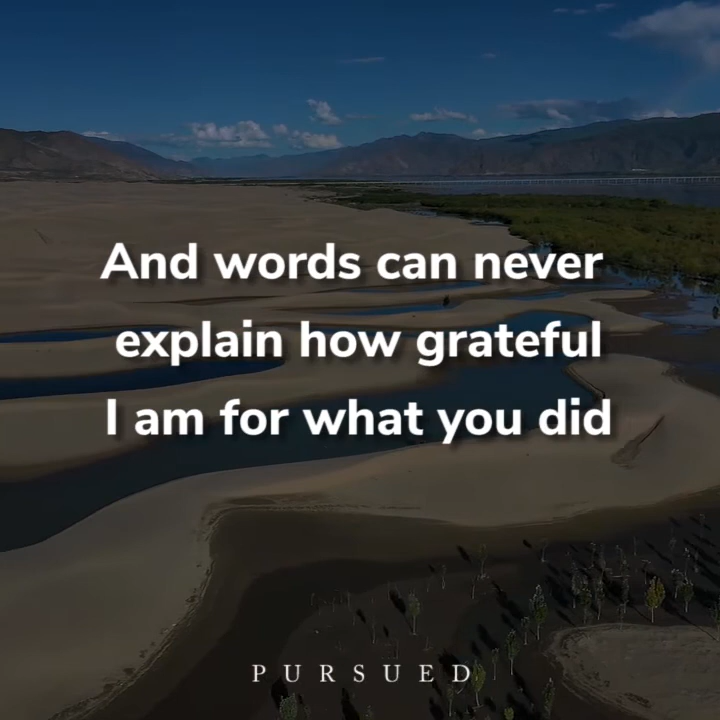 And words can never
explain how grateful
I am for what you did
PURSUED